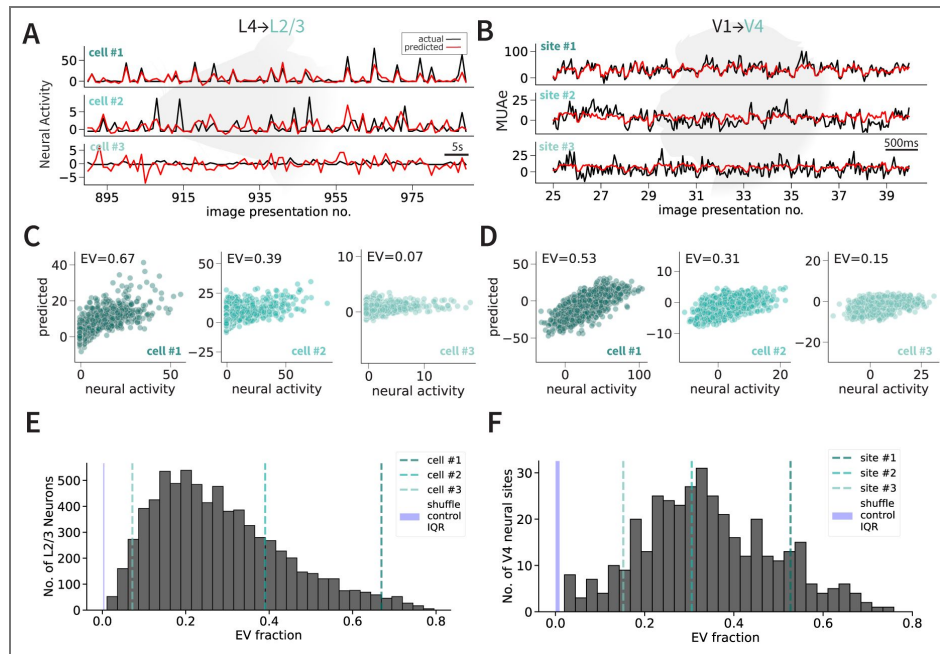 A
L4→L2/3
cell #1
actual
predicted
50
0
cell #2
5
0
cell #3
5
0
−5
5s
Neural Activity
895
915
935
955
975
image presentation no.
B
V1→V4
site #1
100
0
site #2
25
0
site #3
25
0
500ms
MUAe
25
27
29
31
33
35
37
39
image presentation no.
C
EV=0.67
40
20
0
predicted
0
50
cell #1
neural activity
EV=0.39
25
0
−25
0
50
cell #2
neural activity
EV=0.07
10
0
0
10
cell #3
neural activity
D
EV=0.53
50
0
−50
predicted
0
50
100
cell #1
neural activity
EV=0.31
10
0
−10
0
20
cell #2
neural activity
EV=0.15
20
0
−20
0
25
cell #3
neural activity
E
No. of L2/3 Neurons
500
400
300
200
100
0
0.0
0.2
0.4
0.6
0.8
EV fraction
cell #1
cell #2
cell #3
shuffle
control
IQR
F
No. of V4 neural sites
30
20
10
0
0.0
0.2
0.4
0.6
0.8
EV fraction
site #1
site #2
site #3
shuffle
control
IQR